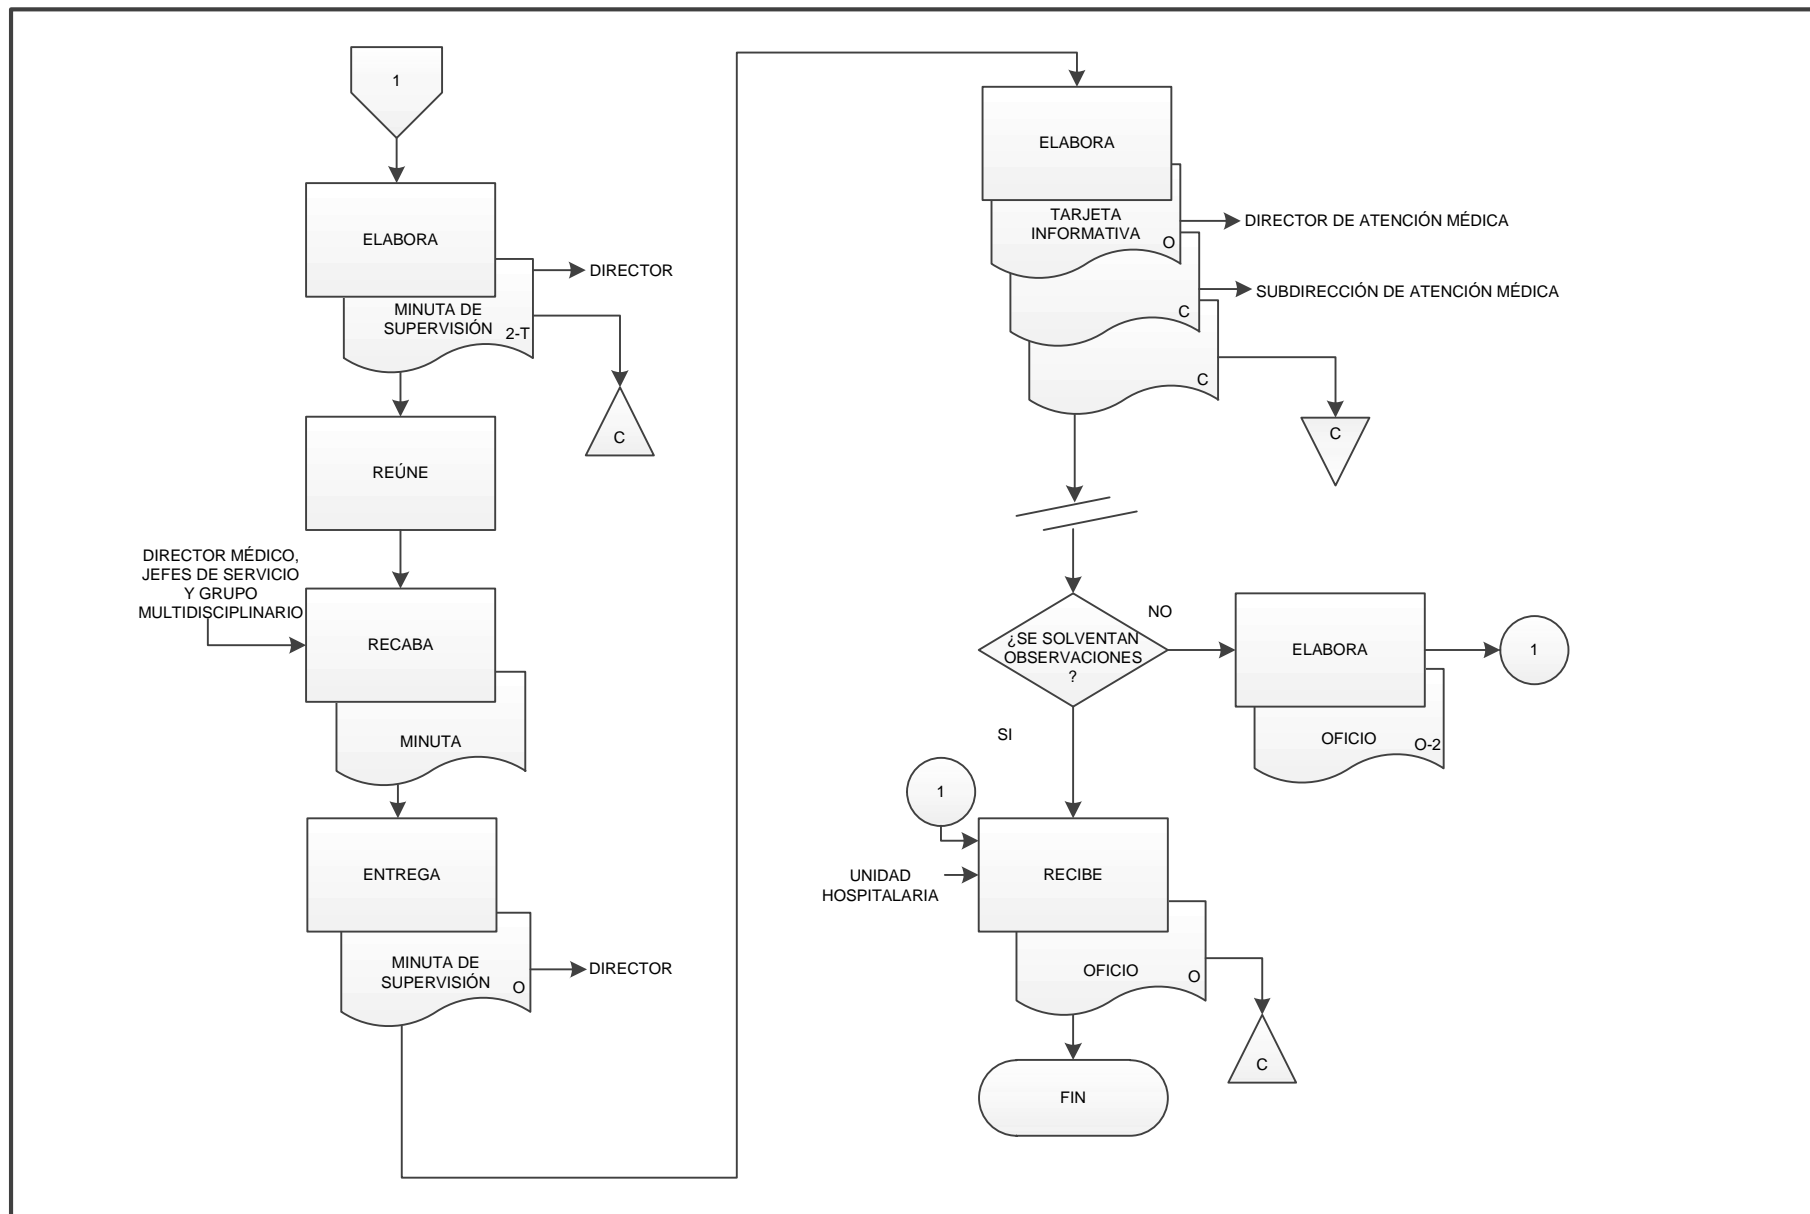 1
ELABORA
DIRECTOR
MINUTA DE
SUPERVISIÓN
2-T
C
REÚNE
DIRECTOR MÉDICO,
JEFES DE SERVICIO
Y GRUPO
MULTIDISCIPLINARIO
RECABA
MINUTA
ENTREGA
MINUTA DE
SUPERVISIÓN
O
DIRECTOR
ELABORA
TARJETA
INFORMATIVA
O
DIRECTOR DE ATENCIÓN MÉDICA
SUBDIRECCIÓN DE ATENCIÓN MÉDICA
C
C
C
¿SE SOLVENTAN
OBSERVACIONES
?
NO
ELABORA
1
OFICIO
O-2
SI
1
UNIDAD
HOSPITALARIA
RECIBE
OFICIO
O
C
FIN